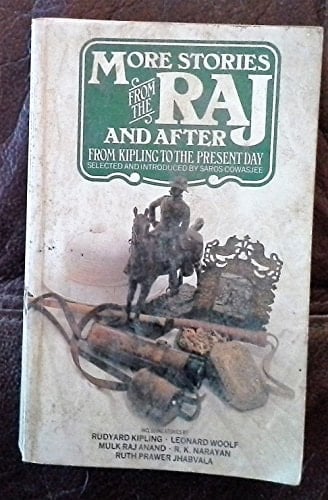 MORE STORIES
FROM THE RAJ
AND AFTER
FROM KIPLING TO THE PRESENT DAY
SELECTED AND INTRODUCED BY SAROS COWASJEE
INCLUDING STORIES BY
RUDYARD KIPLING · LEONARD WOOLF
MULK RAJ ANAND · R. K. NARAYAN
RUTH PRAWER JHABVALA